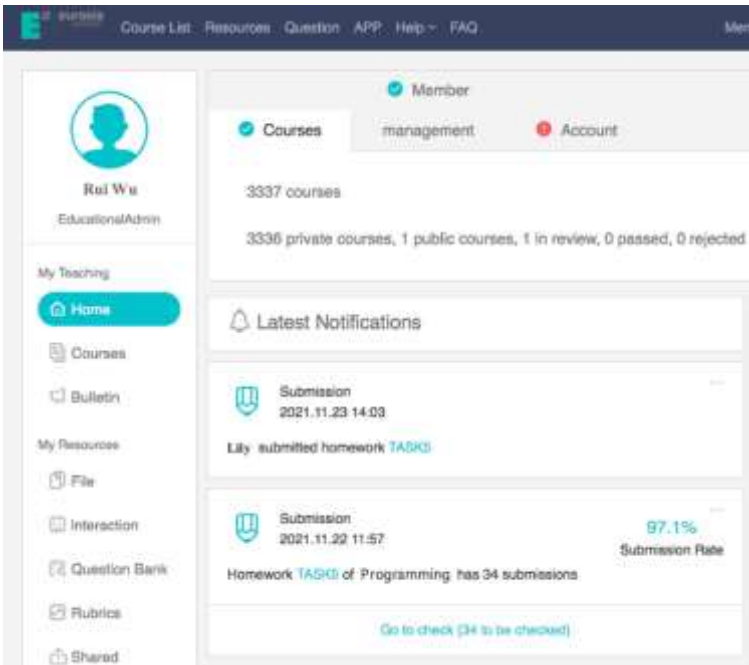 Course List Resources Question APP Help FAQ
Rui Wu
EducationalAdmin
My Teaching
Home
Courses
Bulletin
My Resources
File
Interaction
Question Bank
Rubrics
Shared
Member
Courses management Account
3337 courses
3336 private courses, 1 public courses, 1 in review, 0 passed, 0 rejected
Latest Notifications
Submission
2021.11.23 14:03
Lily submitted homework
Submission
2021.11.22 11:57
97.1%
Submission Rate
Homework of Programming has 34 submissions
Go to check (34 to be checked)